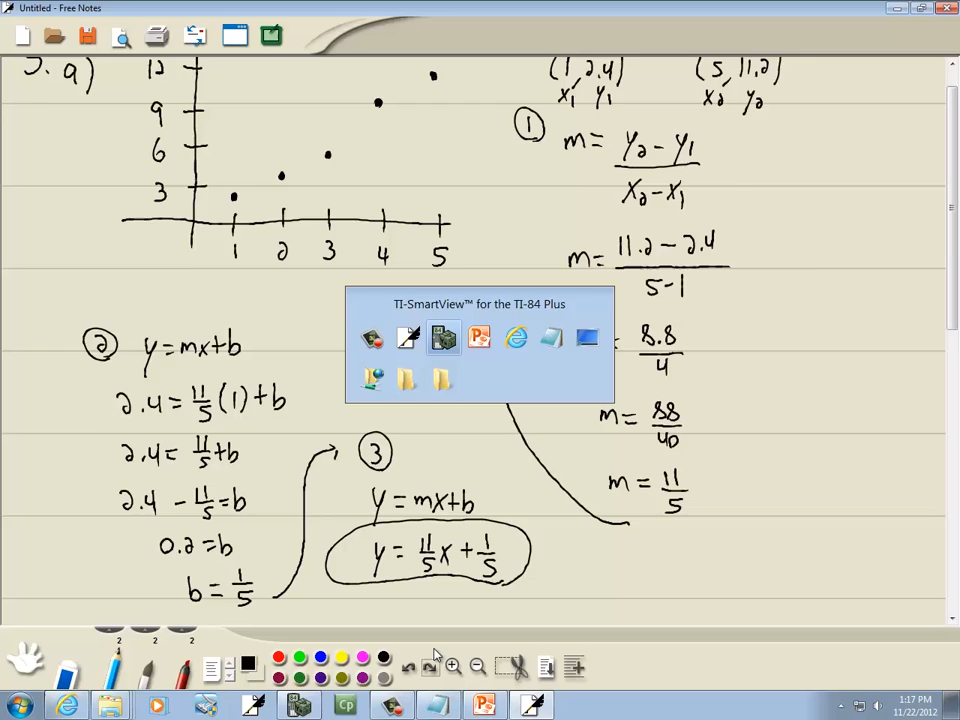 Untitled - Free Notes
a)
12
9
6
3
1 2 3 4 5
(1, 2.4) (5, 11.2)
x₁ y₁ x₂ y₂
① m = y₂ - y₁
x₂ - x₁
m = 11.2 - 2.4
5 - 1
= 8.8
4
m = 88
40
m = 11
5
TI-SmartView™ for the TI-84 Plus
② y = mx + b
2.4 = 11/5 (1) + b
2.4 = 11/5 + b
2.4 - 11/5 = b
0.2 = b
b = 1/5
③
y = mx + b
y = 11/5 x + 1/5
2 2 2
Cp
1:17 PM
11/22/2012